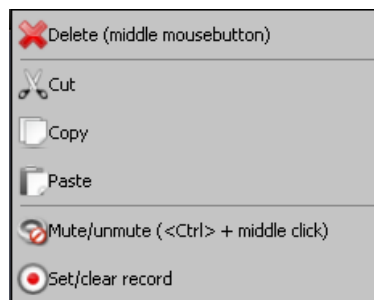 Delete (middle mousebutton)
Cut
Copy
Paste
Mute/unmute (<Ctrl> + middle click)
Set/clear record